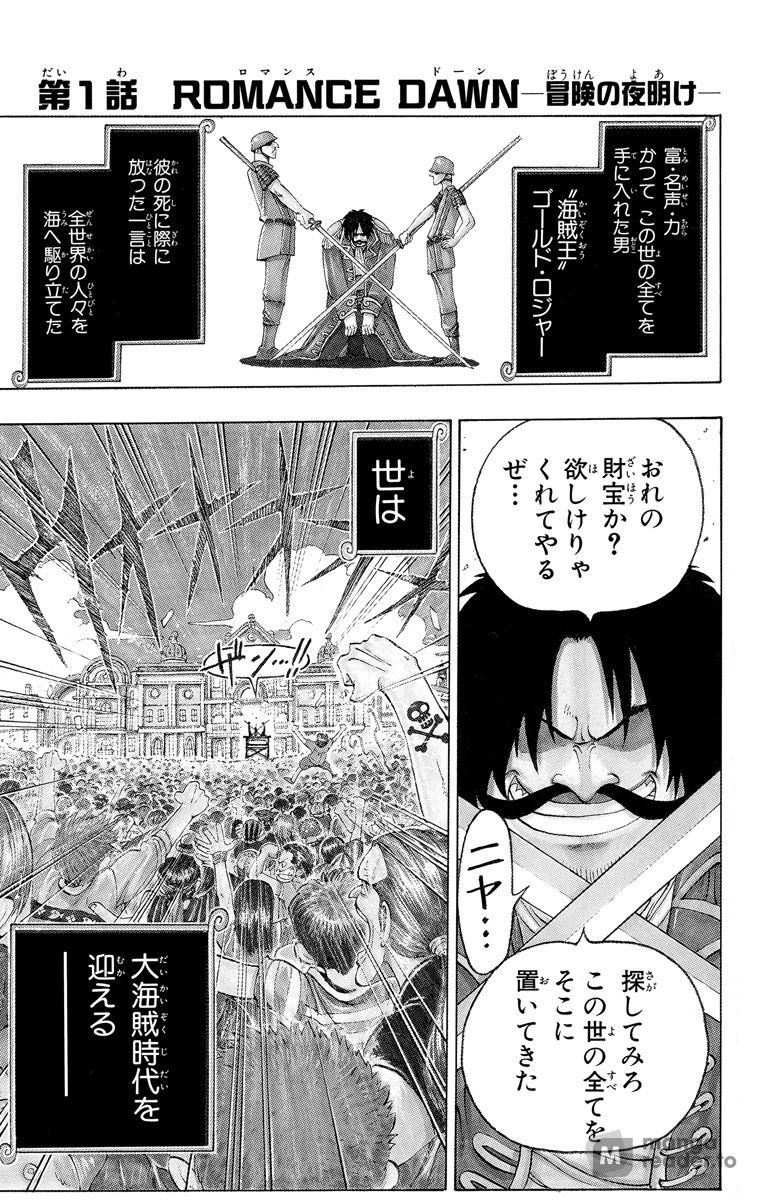 第1話 ROMANCE DAWN―冒険の夜明け―
富・名声・力
かつて この世の全てを
手に入れた男
〝海賊王〟
ゴールド・ロジャー
彼の死に際に
放った一言は
全世界の人々を
海へ駆り立てた
おれの
財宝か?
欲しけりゃ
くれてやる
ぜ…
ニヤ…
探してみろ
この世の全てを
そこに
置いてきた
世は
ザン…!!
大海賊時代を
迎える――